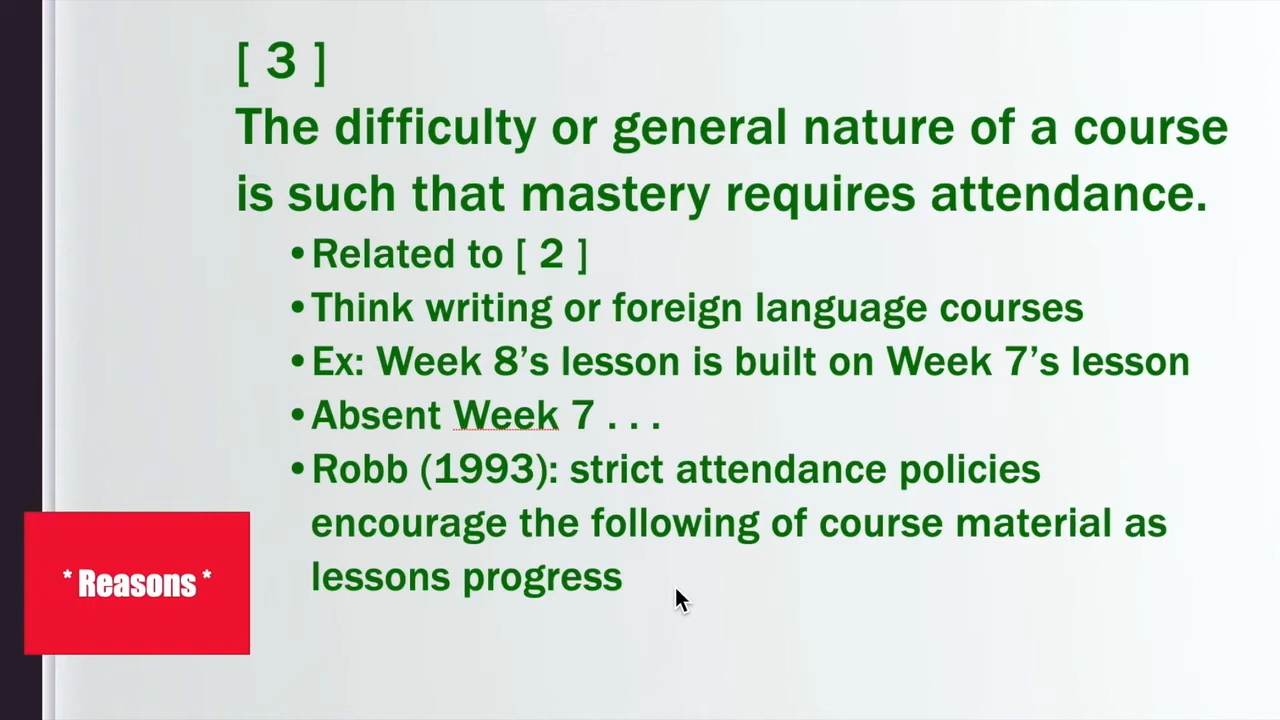 [ 3 ]
The difficulty or general nature of a course
is such that mastery requires attendance.
•Related to [ 2 ]
•Think writing or foreign language courses
•Ex: Week 8’s lesson is built on Week 7’s lesson
•Absent Week 7 . . .
•Robb (1993): strict attendance policies
encourage the following of course material as
lessons progress
* Reasons *